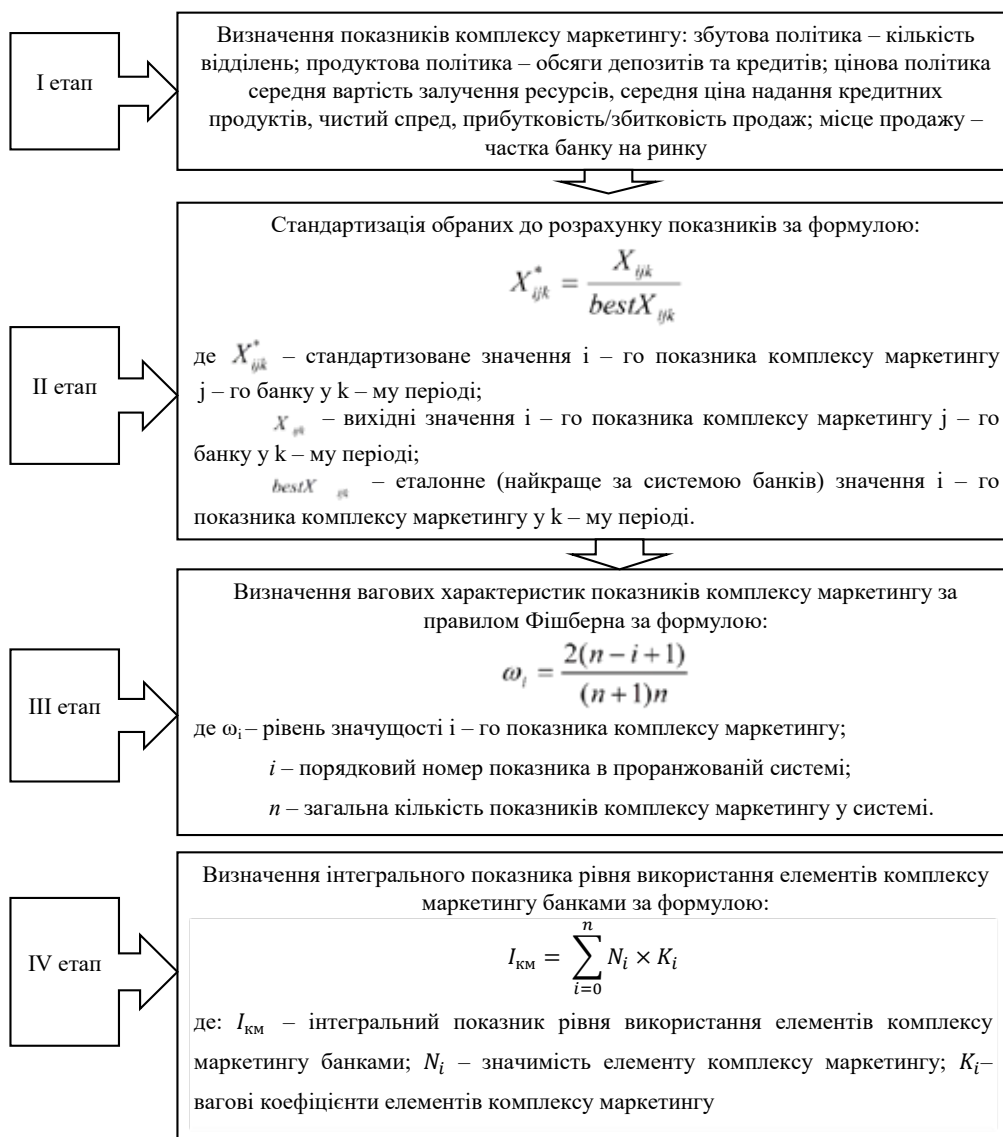 I етап
Визначення показників комплексу маркетингу: збутова політика – кількість
відділень; продуктова політика – обсяги депозитів та кредитів; цінова політика
середня вартість залучення ресурсів, середня ціна надання кредитних
продуктів, чистий спред, прибутковість/збитковість продаж; місце продажу –
частка банку на ринку
II етап
Стандартизація обраних до розрахунку показників за формулою:
X*ijk = Xijk / bestXijk
де X*ijk – стандартизоване значення і – го показника комплексу маркетингу
j – го банку у k – му періоді;
Xijk – вихідні значення і – го показника комплексу маркетингу j – го
банку у k – му періоді;
bestX ijk – еталонне (найкраще за системою банків) значення і – го
показника комплексу маркетингу у k – му періоді.
III етап
Визначення вагових характеристик показників комплексу маркетингу за
правилом Фішберна за формулою:
ωi = 2(n − i + 1) / (n + 1)n
де ωi – рівень значущості і – го показника комплексу маркетингу;
i – порядковий номер показника в проранжованій системі;
n – загальна кількість показників комплексу маркетингу у системі.
IV етап
Визначення інтегрального показника рівня використання елементів комплексу
маркетингу банками за формулою:
Iкм = ∑ⁿi=0 Ni × Ki
де: Iкм – інтегральний показник рівня використання елементів комплексу
маркетингу банками; Ni – значимість елементу комплексу маркетингу; Ki–
вагові коефіцієнти елементів комплексу маркетингу